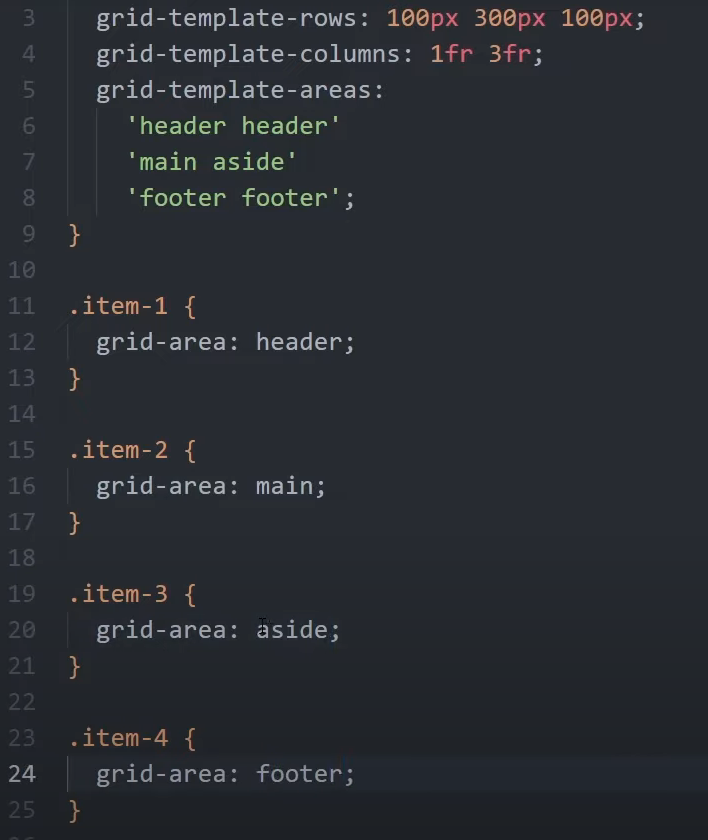 3 grid-template-rows: 100px 300px 100px;
4 grid-template-columns: 1fr 3fr;
5 grid-template-areas:
6 'header header'
7 'main aside'
8 'footer footer';
9 }
10
11 .item-1 {
12 grid-area: header;
13 }
14
15 .item-2 {
16 grid-area: main;
17 }
18
19 .item-3 {
20 grid-area: aside;
21 }
22
23 .item-4 {
24 grid-area: footer;
25 }